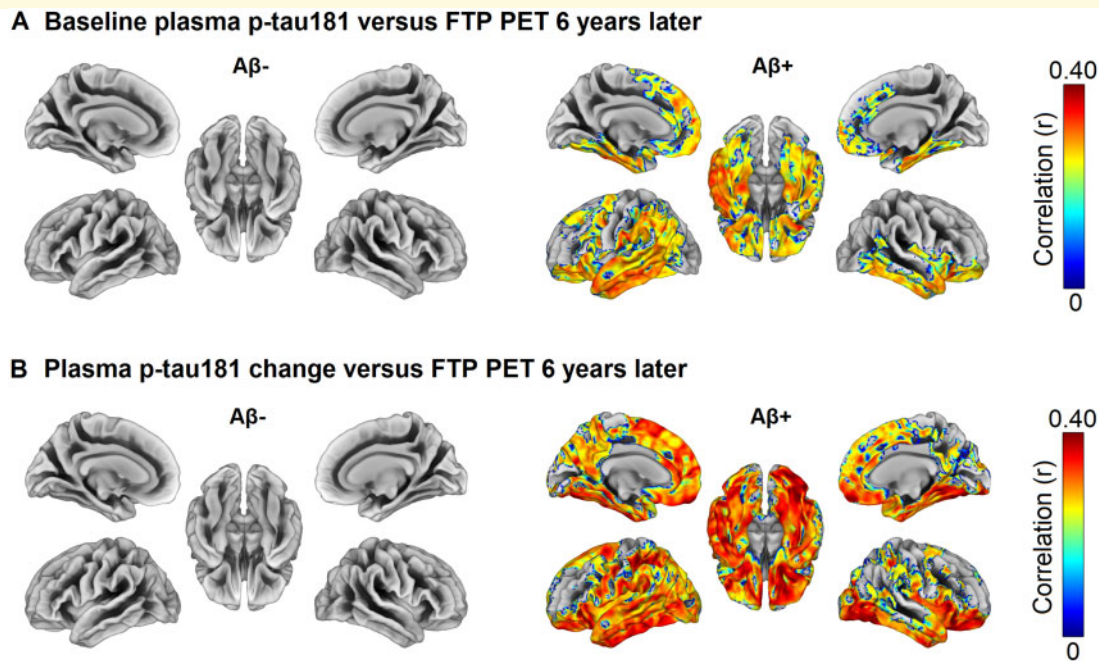 A Baseline plasma p-tau181 versus FTP PET 6 years later
Aβ-
Aβ+
0.40
Correlation (r)
0
B Plasma p-tau181 change versus FTP PET 6 years later
Aβ-
Aβ+
0.40
Correlation (r)
0